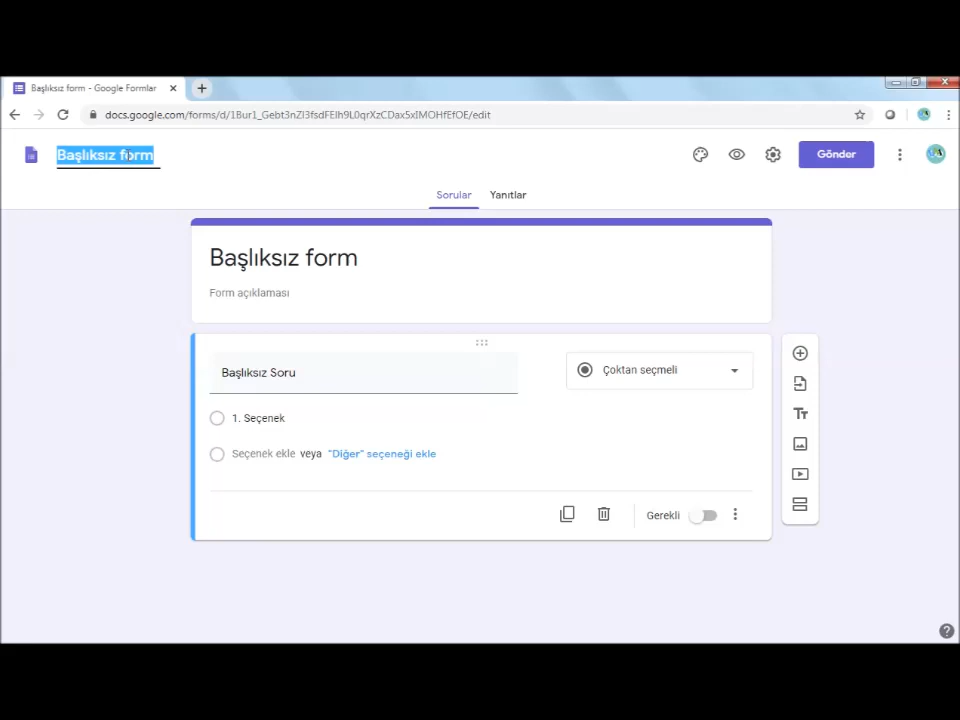 Başlıksız form - Google Formlar
docs.google.com/forms/d/1Bur1_Gebt3nZl3fsdFEIh9L0qrXzCDax5xIMOHfEfOE/edit
Başlıksız form
Gönder
Sorular Yanıtlar
Başlıksız form
Form açıklaması
Başlıksız Soru
Çoktan seçmeli
1. Seçenek
Seçenek ekle veya "Diğer" seçeneği ekle
Gerekli